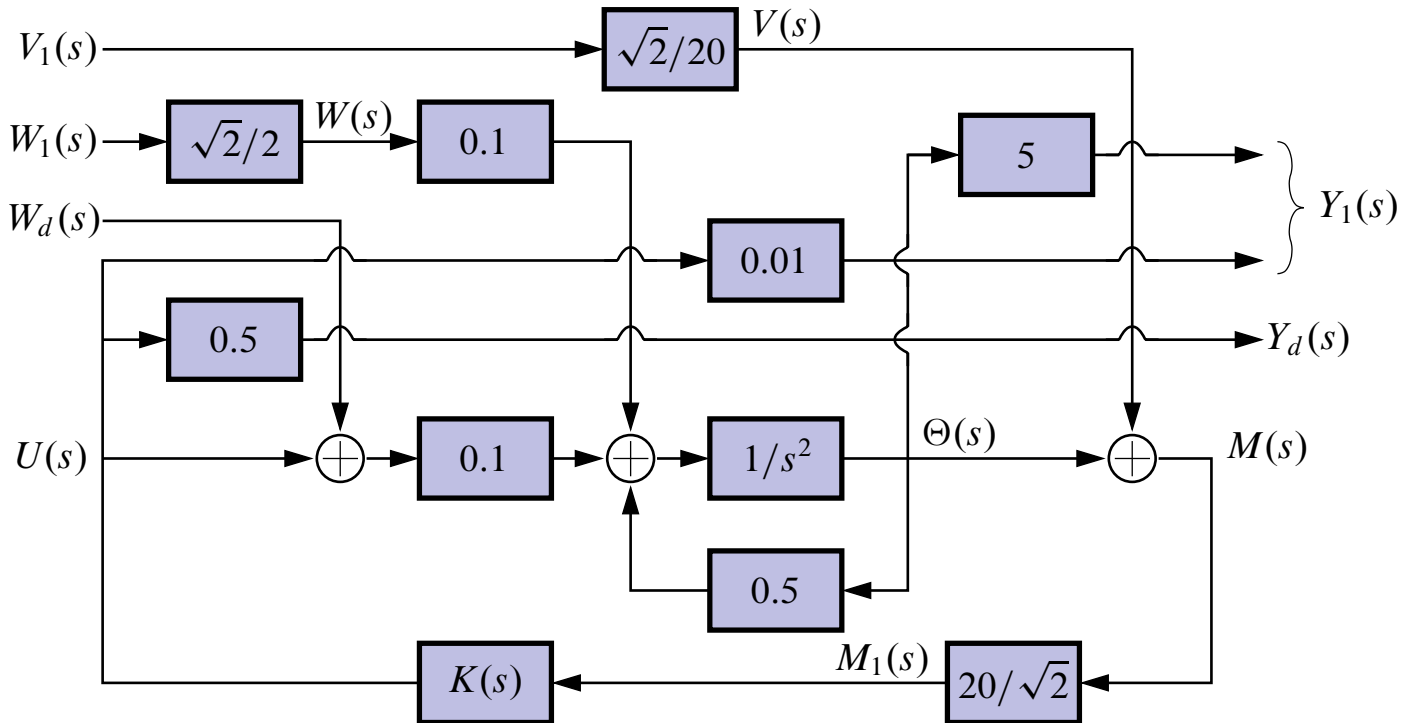 V₁(s) √2/20 V(s)
W₁(s) √2/2 W(s) 0.1 5
Y₁(s)
W_d(s)
0.01
0.5 Y_d(s)
U(s) 0.1 1/s² Θ(s) M(s)
0.5
K(s) M₁(s) 20/√2